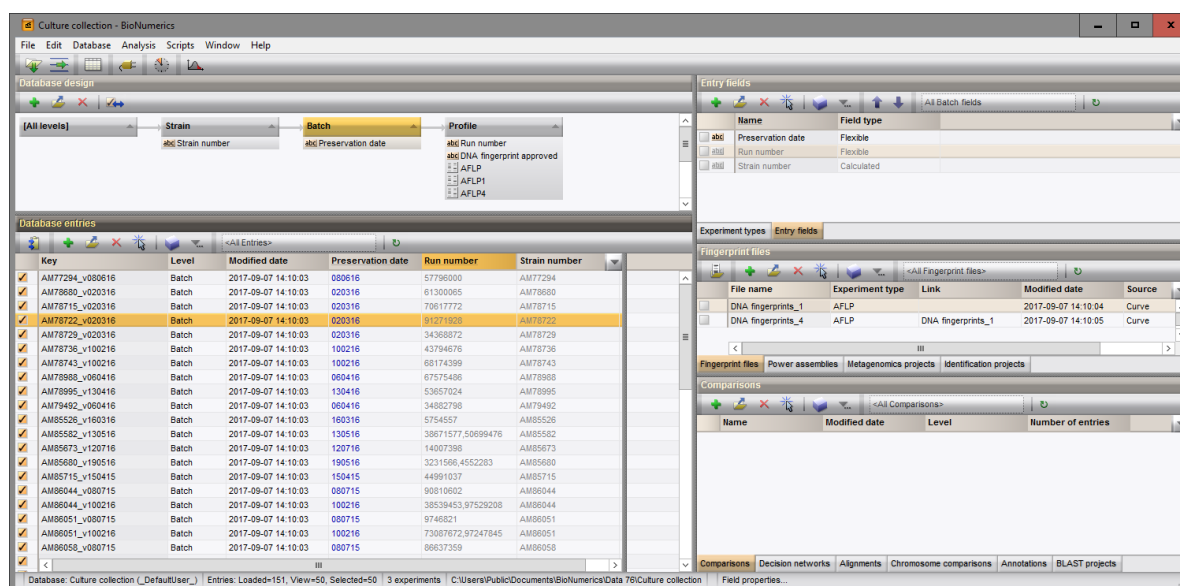 Culture collection - BioNumerics
File Edit Database Analysis Scripts Window Help
Database design
[All levels] Strain Batch Profile
abc Strain number abc Preservation date abc Run number
abc DNA fingerprint approved
AFLP
AFLP1
AFLP4
Database entries
<All Entries>
Key Level Modified date Preservation date Run number Strain number
AM77294_v080616 Batch 2017-09-07 14:10:03 080616 57796000 AM77294
AM78680_v020316 Batch 2017-09-07 14:10:03 020316 61300065 AM78680
AM78715_v020316 Batch 2017-09-07 14:10:03 020316 70617772 AM78715
AM78722_v020316 Batch 2017-09-07 14:10:03 020316 91271928 AM78722
AM78729_v020316 Batch 2017-09-07 14:10:03 020316 34368872 AM78729
AM78736_v100216 Batch 2017-09-07 14:10:03 100216 43794676 AM78736
AM78743_v100216 Batch 2017-09-07 14:10:03 100216 68174399 AM78743
AM78988_v060416 Batch 2017-09-07 14:10:03 060416 67575486 AM78988
AM78995_v130416 Batch 2017-09-07 14:10:03 130416 53657024 AM78995
AM79492_v060416 Batch 2017-09-07 14:10:03 060416 34882798 AM79492
AM85526_v160316 Batch 2017-09-07 14:10:03 160316 5754557 AM85526
AM85582_v130516 Batch 2017-09-07 14:10:03 130516 38671577,50699476 AM85582
AM85673_v120716 Batch 2017-09-07 14:10:03 120716 14007398 AM85673
AM85680_v190516 Batch 2017-09-07 14:10:03 190516 3231566,4552283 AM85680
AM85715_v150415 Batch 2017-09-07 14:10:03 150415 44991037 AM85715
AM86044_v080715 Batch 2017-09-07 14:10:03 080715 90810602 AM86044
AM86044_v100216 Batch 2017-09-07 14:10:03 100216 38539453,97529208 AM86044
AM86051_v080715 Batch 2017-09-07 14:10:03 080715 9746821 AM86051
AM86051_v100216 Batch 2017-09-07 14:10:03 100216 73087672,97247845 AM86051
AM86058_v080715 Batch 2017-09-07 14:10:03 080715 86637359 AM86058
Entry fields
All Batch fields
Name Field type
abc Preservation date Flexible
abc Run number Flexible
abc Strain number Calculated
Experiment types Entry fields
Fingerprint files
<All Fingerprint files>
File name Experiment type Link Modified date Source
DNA fingerprints_1 AFLP 2017-09-07 14:10:04 Curve
DNA fingerprints_4 AFLP DNA fingerprints_1 2017-09-07 14:10:05 Curve
Fingerprint files Power assemblies Metagenomics projects Identification projects
Comparisons
<All Comparisons>
Name Modified date Level Number of entries
Comparisons Decision networks Alignments Chromosome comparisons Annotations BLAST projects
Database: Culture collection (_DefaultUser_) Entries: Loaded=151, View=50, Selected=50 3 experiments C:\Users\Public\Documents\BioNumerics\Data 76\Culture collection Field properties...